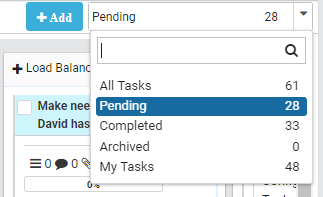 + Add
Pending 28
+ Load Balanc
All Tasks 61
Pending 28
Completed 33
Archived 0
My Tasks 48
Make nee
David has
0 0
0%